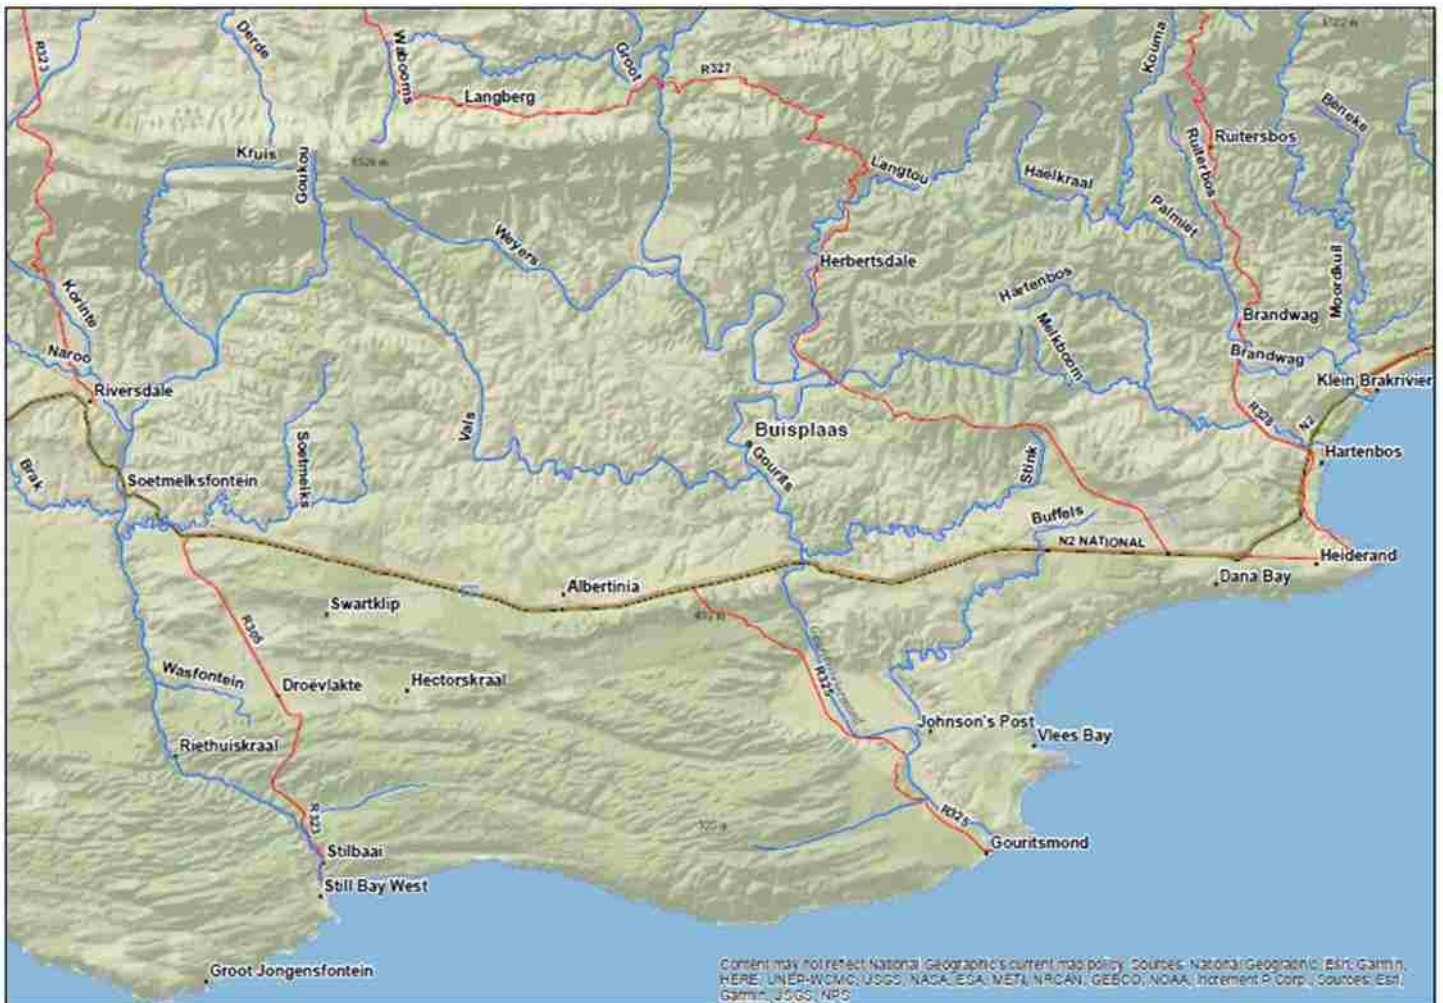 R323
Derde
Wabooms
Groot
R327
Kouma
Langberg
Beneke
Ruitersbos
Ruiterbos
Kruis
Goukou
1526 m
Langtou
Haelkraal
Palmiet
Weyers
Herbertsdale
Moordkuil
Hartenbos
Korinte
Brandwag
Melkboom
Naroo
Brandwag
Riversdale
Klein Brakrivier
R328
N2
Vals
Buisplaas
Hartenbos
Soetmelks
Gourits
Stink
Brak
Soetmelksfontein
Buffels
N2 NATIONAL
Heiderand
Albertinia
Dana Bay
Swartklip
R305
R325
Wasfontein
Droëvlakte
Hectorskraal
Johnson's Post
Vlees Bay
Riethuiskraal
R323
R325
Gouritsmond
Stilbaai
Still Bay West
Groot Jongensfontein
Content may not reflect National Geographic's current map policy. Sources: National Geographic, Esri, Garmin,
HERE, UNEP-WCMC, USGS, NASA, ESA, METI, NRCAN, GEBCO, NOAA, Increment P Corp., Sources: Esri,
Garmin, USGS, NPS